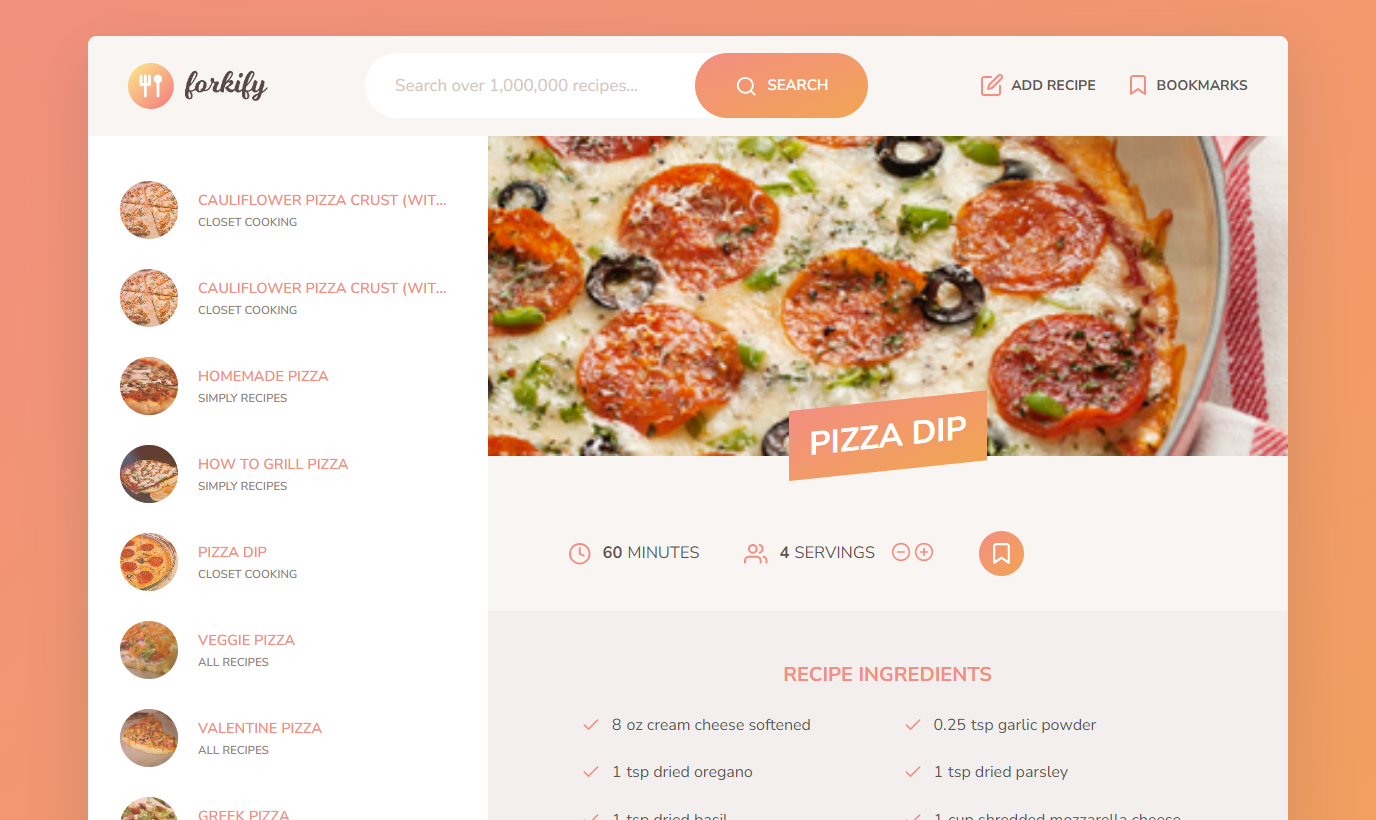 forkify
Search over 1,000,000 recipes...
SEARCH
ADD RECIPE
BOOKMARKS
CAULIFLOWER PIZZA CRUST (WIT...
CLOSET COOKING
CAULIFLOWER PIZZA CRUST (WIT...
CLOSET COOKING
HOMEMADE PIZZA
SIMPLY RECIPES
HOW TO GRILL PIZZA
SIMPLY RECIPES
PIZZA DIP
CLOSET COOKING
VEGGIE PIZZA
ALL RECIPES
VALENTINE PIZZA
ALL RECIPES
GREEK PIZZA
PIZZA DIP
60 MINUTES
4 SERVINGS
RECIPE INGREDIENTS
8 oz cream cheese softened
0.25 tsp garlic powder
1 tsp dried oregano
1 tsp dried parsley
1 tsp dried basil
1 cup shredded mozzarella cheese